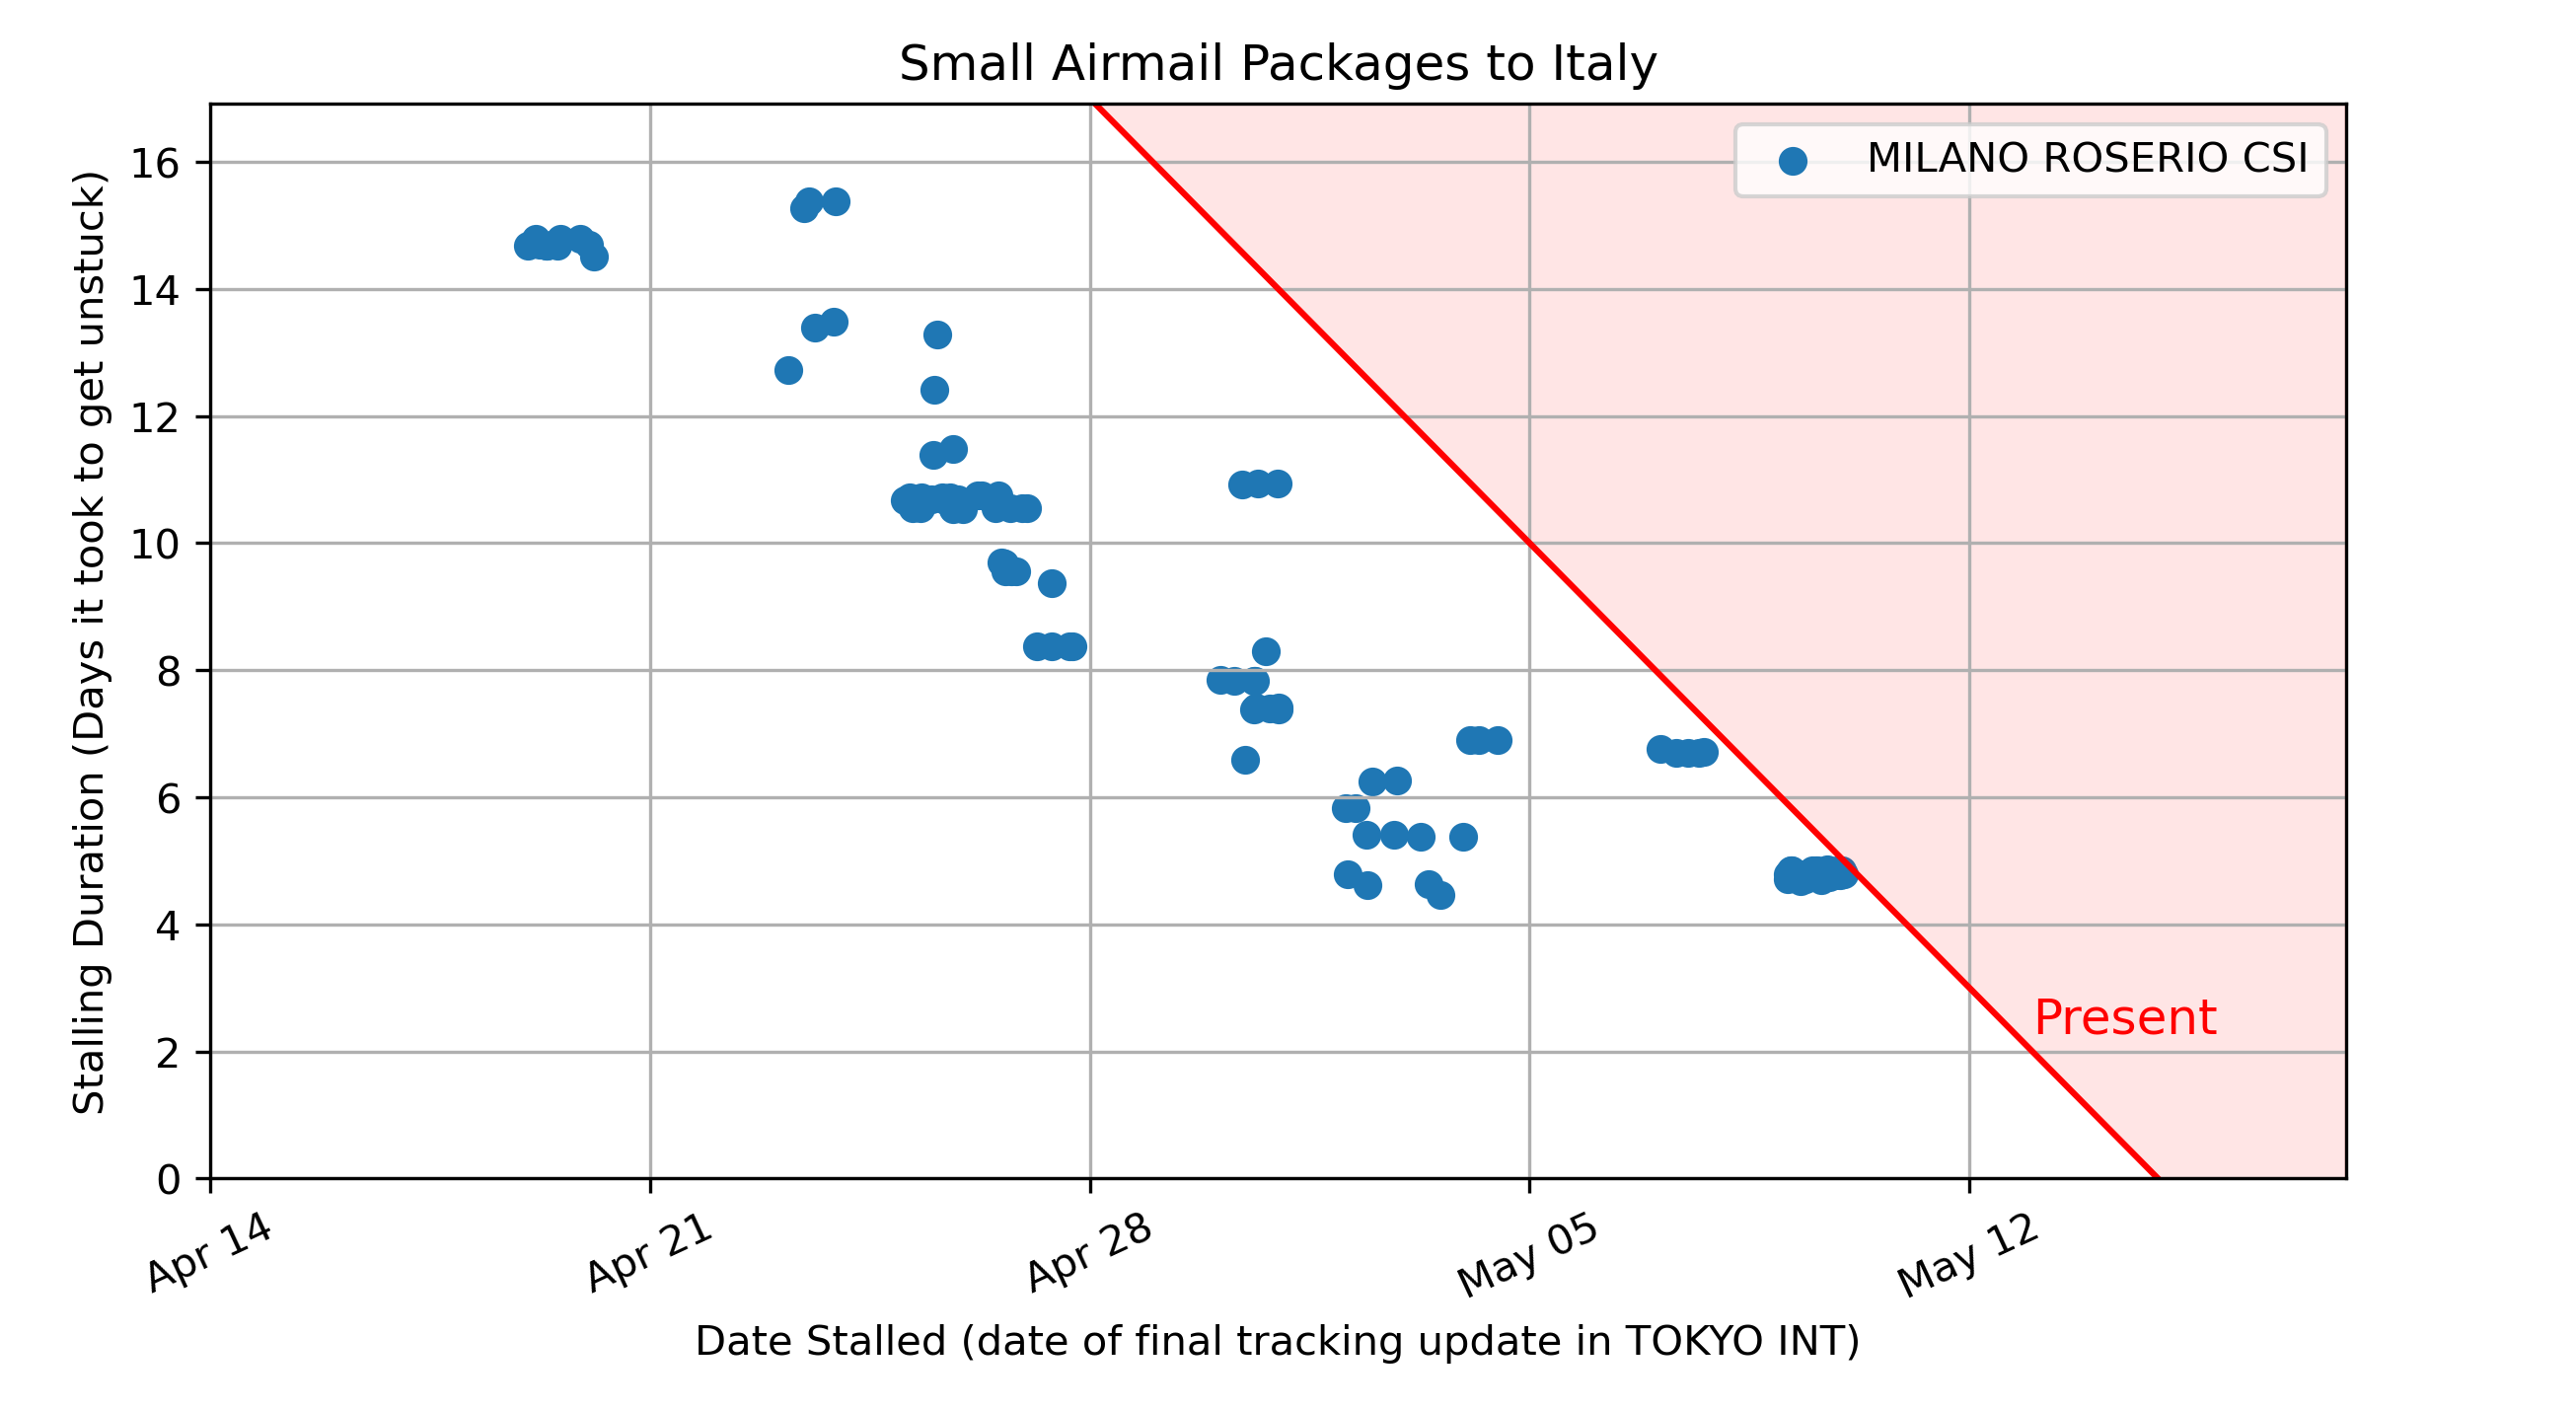 Small Airmail Packages to Italy
MILANO ROSERIO CSI
Stalling Duration (Days it took to get unstuck)
16
14
12
10
8
6
4
2
0
Present
Apr 14
Apr 21
Apr 28
May 05
May 12
Date Stalled (date of final tracking update in TOKYO INT)